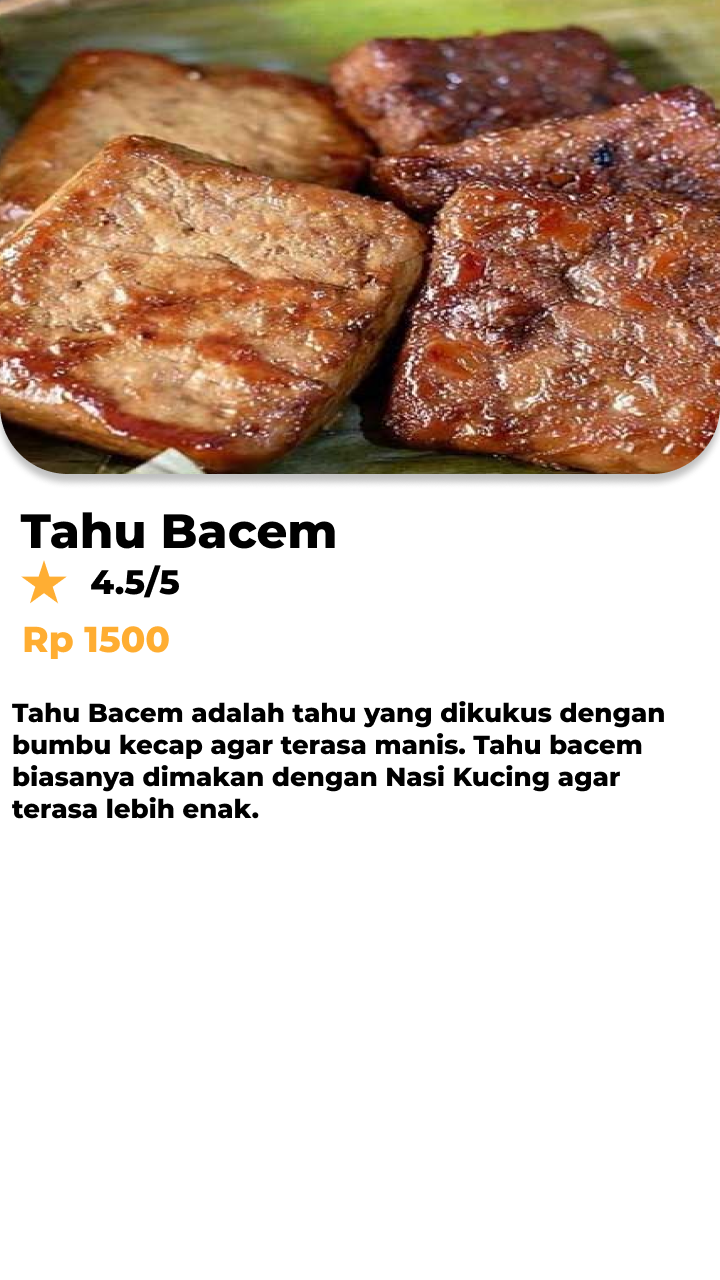 Tahu Bacem
4.5/5
Rp 1500
Tahu Bacem adalah tahu yang dikukus dengan
bumbu kecap agar terasa manis. Tahu bacem
biasanya dimakan dengan Nasi Kucing agar
terasa lebih enak.